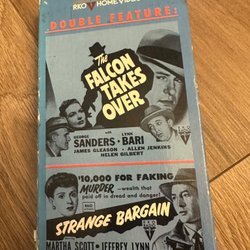 RKO HOME VIDEO
DOUBLE FEATURE:
The
FALCON
TAKES
OVER
with
GEORGE LYNN
SANDERS BARI
JAMES GLEASON • ALLEN JENKINS
HELEN GILBERT
$10,000 FOR FAKING
MURDER —wealth that
paid off in dread and danger!
STRANGE BARGAIN
MARTHA SCOTT • JEFFREY LYNN